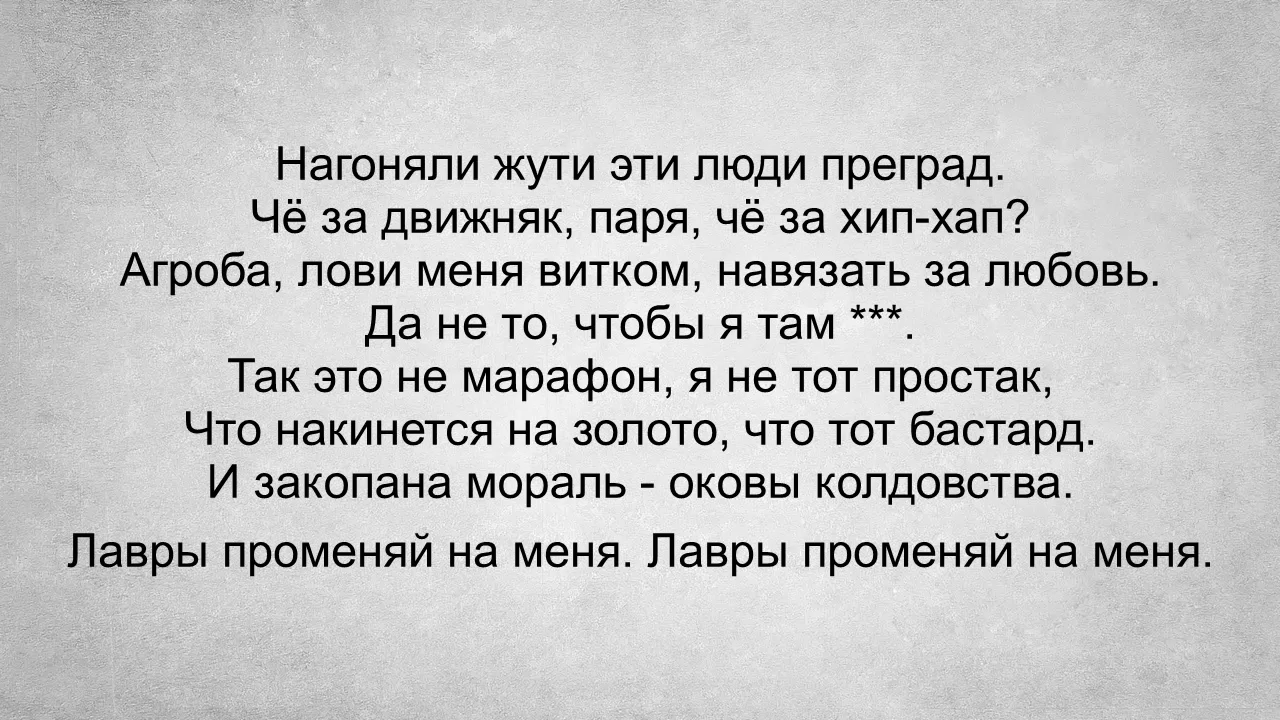 Нагоняли жути эти люди преград.
Чё за движняк, паря, чё за хип-хап?
Агроба, лови меня витком, навязать за любовь.
Да не то, чтобы я там ***.
Так это не марафон, я не тот простак,
Что накинется на золото, что тот бастард.
И закопана мораль - оковы колдовства.
Лавры променяй на меня. Лавры променяй на меня.